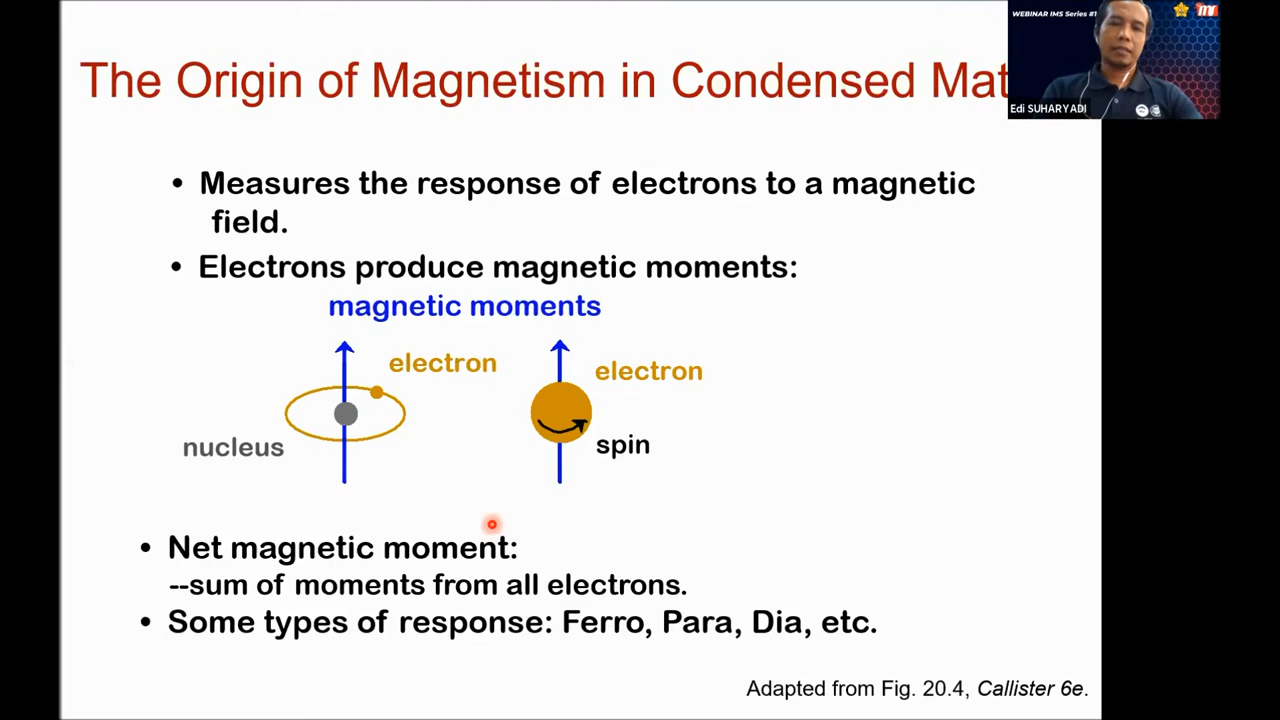 WEBINAR IMS Series #1
The Origin of Magnetism in Condensed Mat
Edi SUHARYADI
• Measures the response of electrons to a magnetic
field.
• Electrons produce magnetic moments:
magnetic moments
electron
electron
nucleus
spin
• Net magnetic moment:
--sum of moments from all electrons.
• Some types of response: Ferro, Para, Dia, etc.
Adapted from Fig. 20.4, Callister 6e.